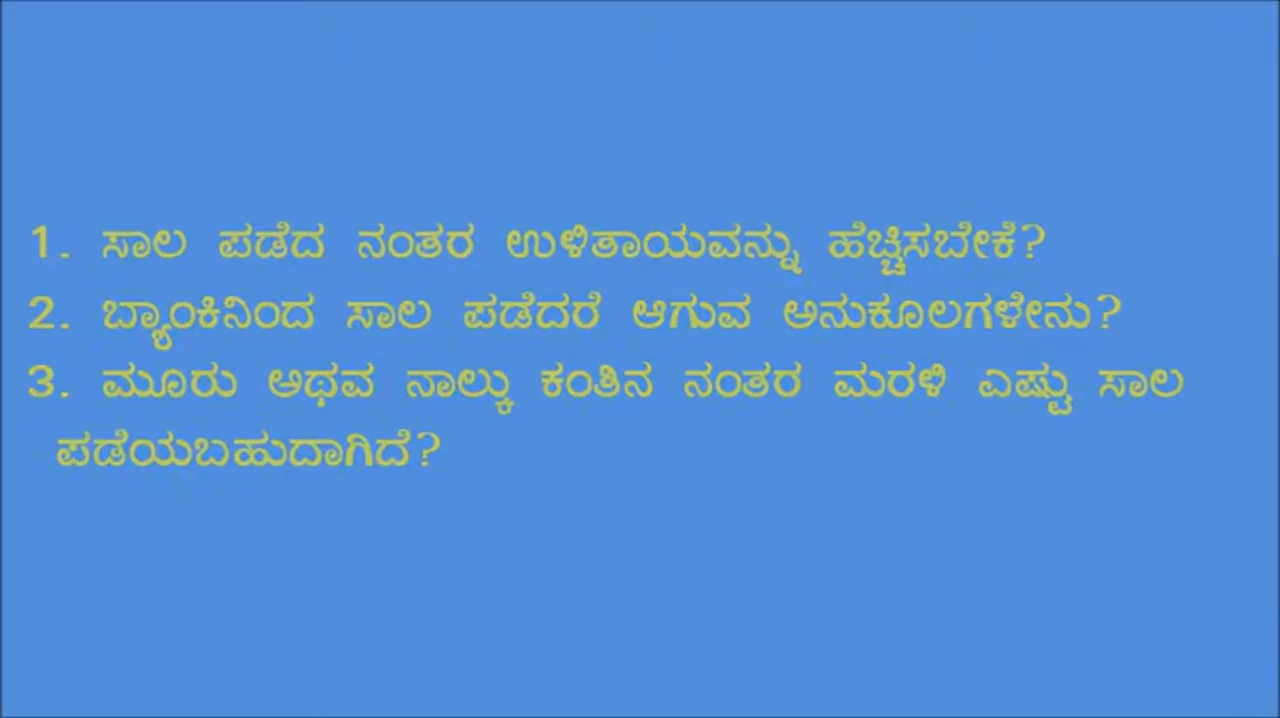 1. ಸಾಲ ಪಡೆದ ನಂತರ ಉಳಿತಾಯವನ್ನು ಹೆಚ್ಚಿಸಬೇಕೆ?
2. ಬ್ಯಾಂಕಿನಿಂದ ಸಾಲ ಪಡೆದರೆ ಆಗುವ ಅನುಕೂಲಗಳೇನು?
3. ಮೂರು ಅಥವ ನಾಲ್ಕು ಕಂತಿನ ನಂತರ ಮರಳಿ ಎಷ್ಟು ಸಾಲ
ಪಡೆಯಬಹುದಾಗಿದೆ?